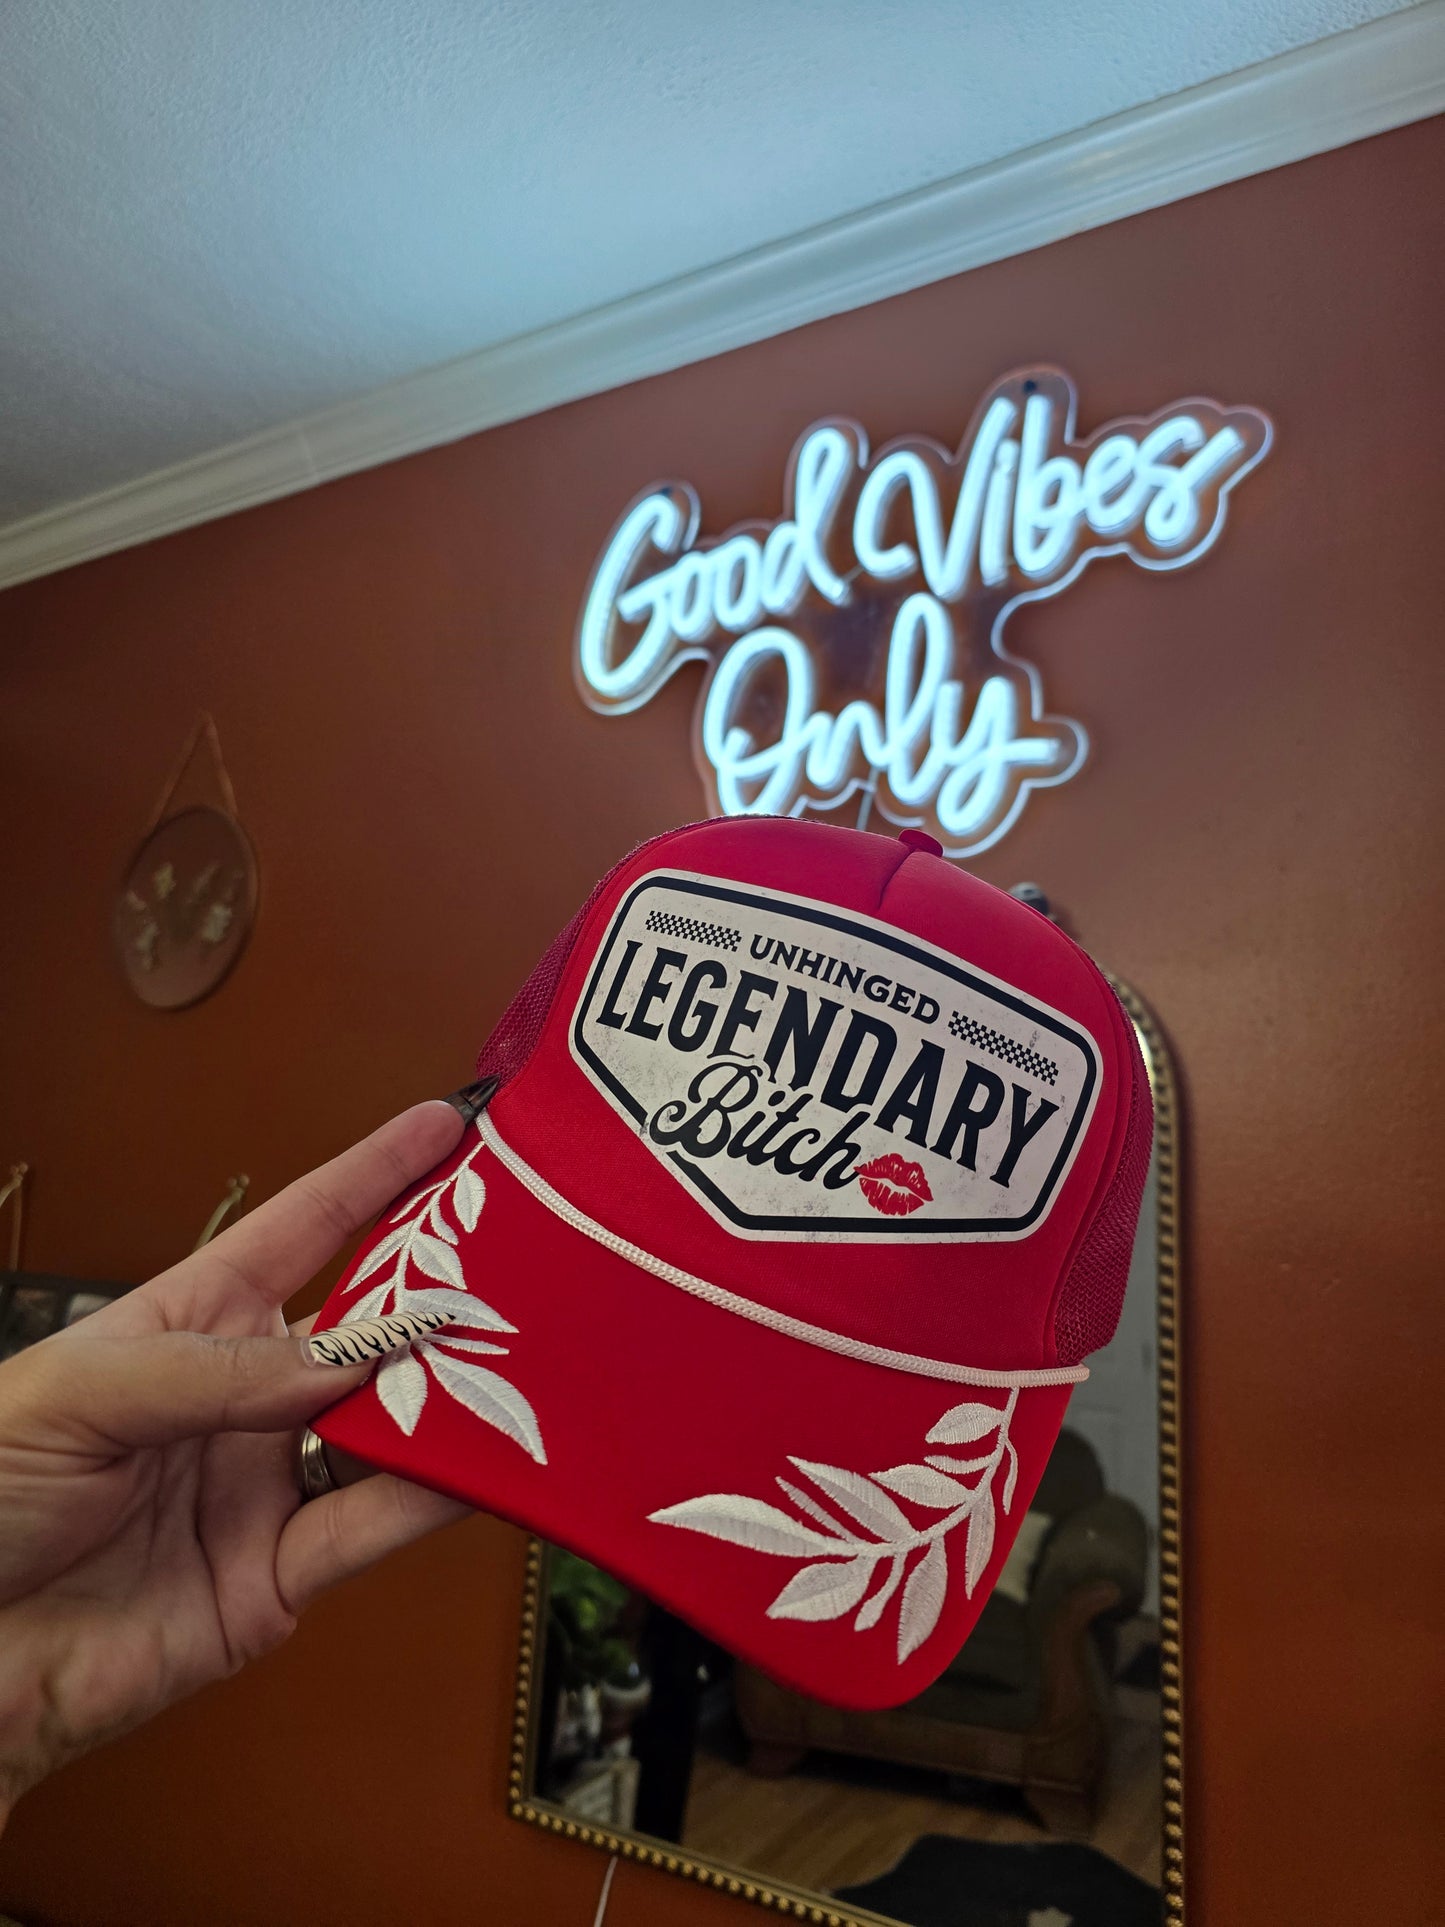 Good Vibes
Only
UNHINGED
LEGENDARY
Bitch